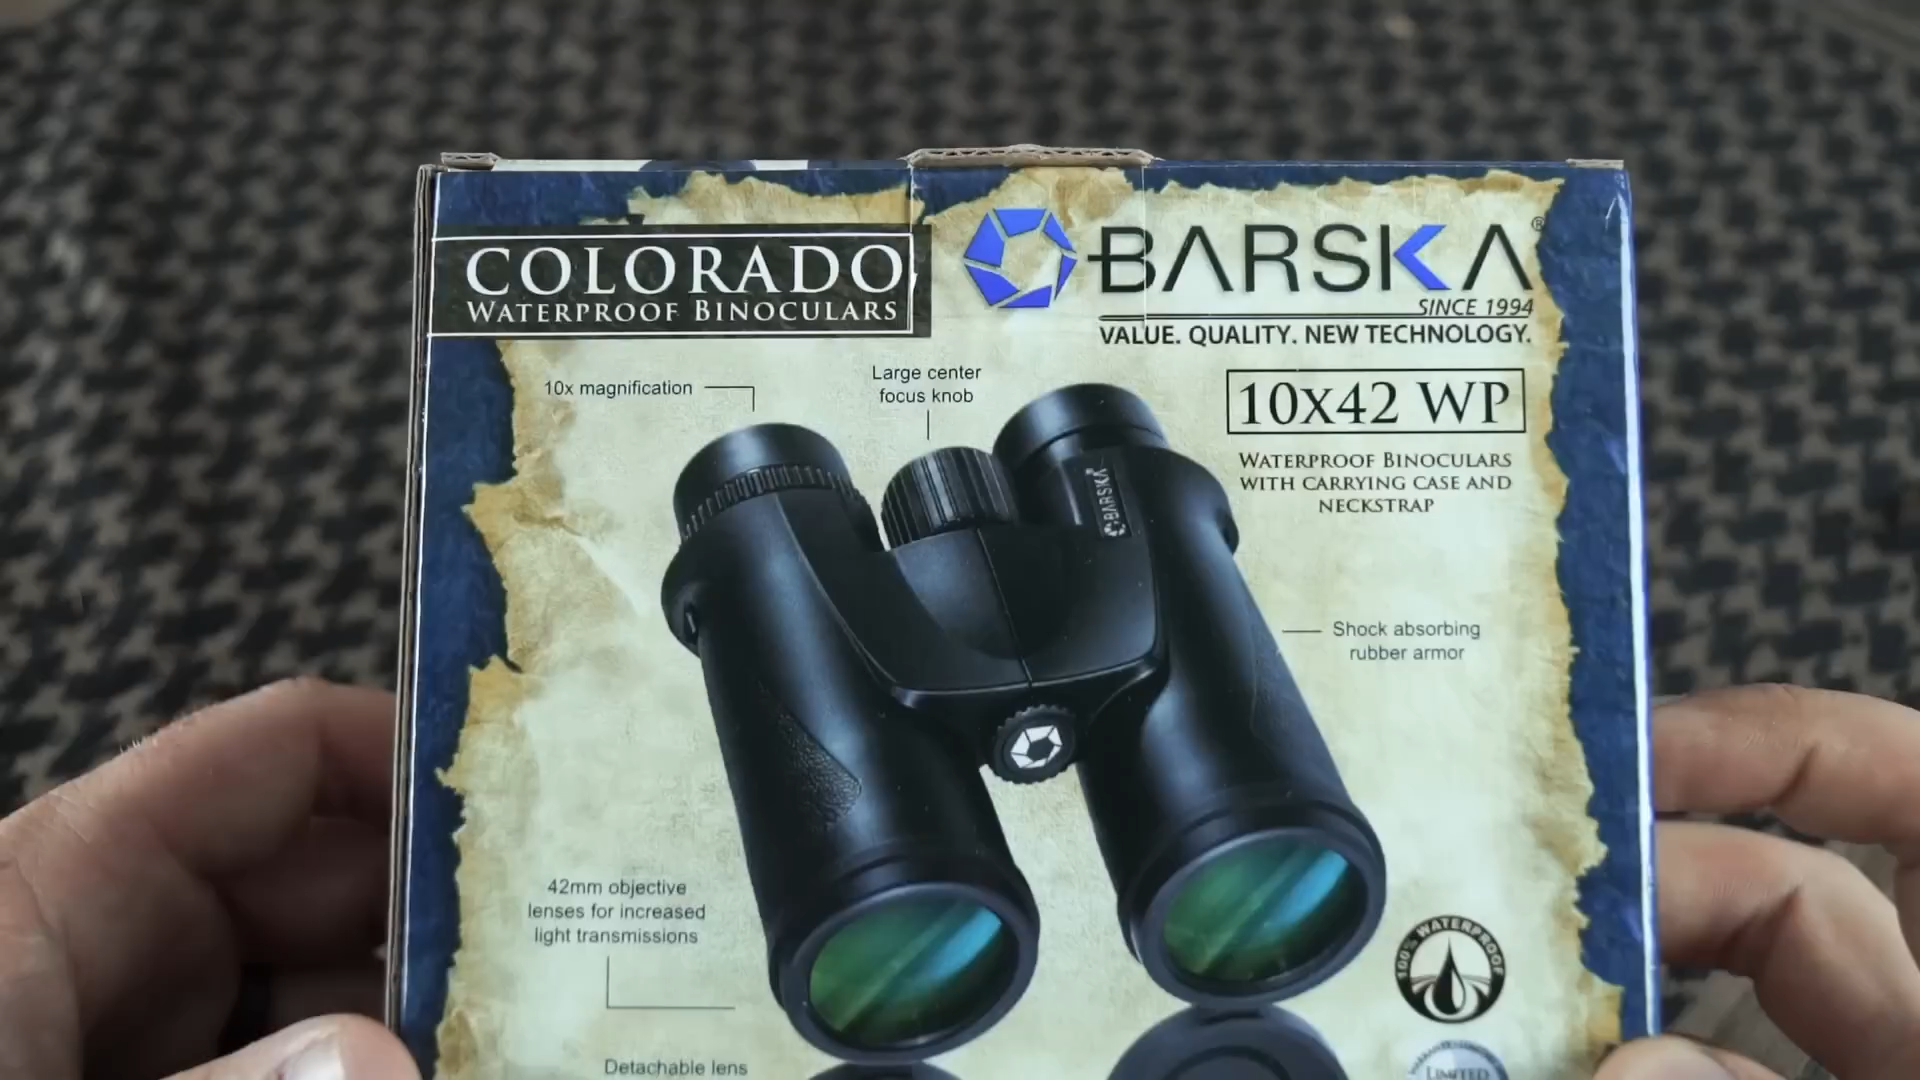 COLORADO
WATERPROOF BINOCULARS
BARSKA®
SINCE 1994
VALUE. QUALITY. NEW TECHNOLOGY.
10x magnification
Large center
focus knob
10X42 WP
WATERPROOF BINOCULARS
WITH CARRYING CASE AND
NECKSTRAP
BARSKA
Shock absorbing
rubber armor
42mm objective
lenses for increased
light transmissions
100% WATERPROOF
Detachable lens
LIMITED